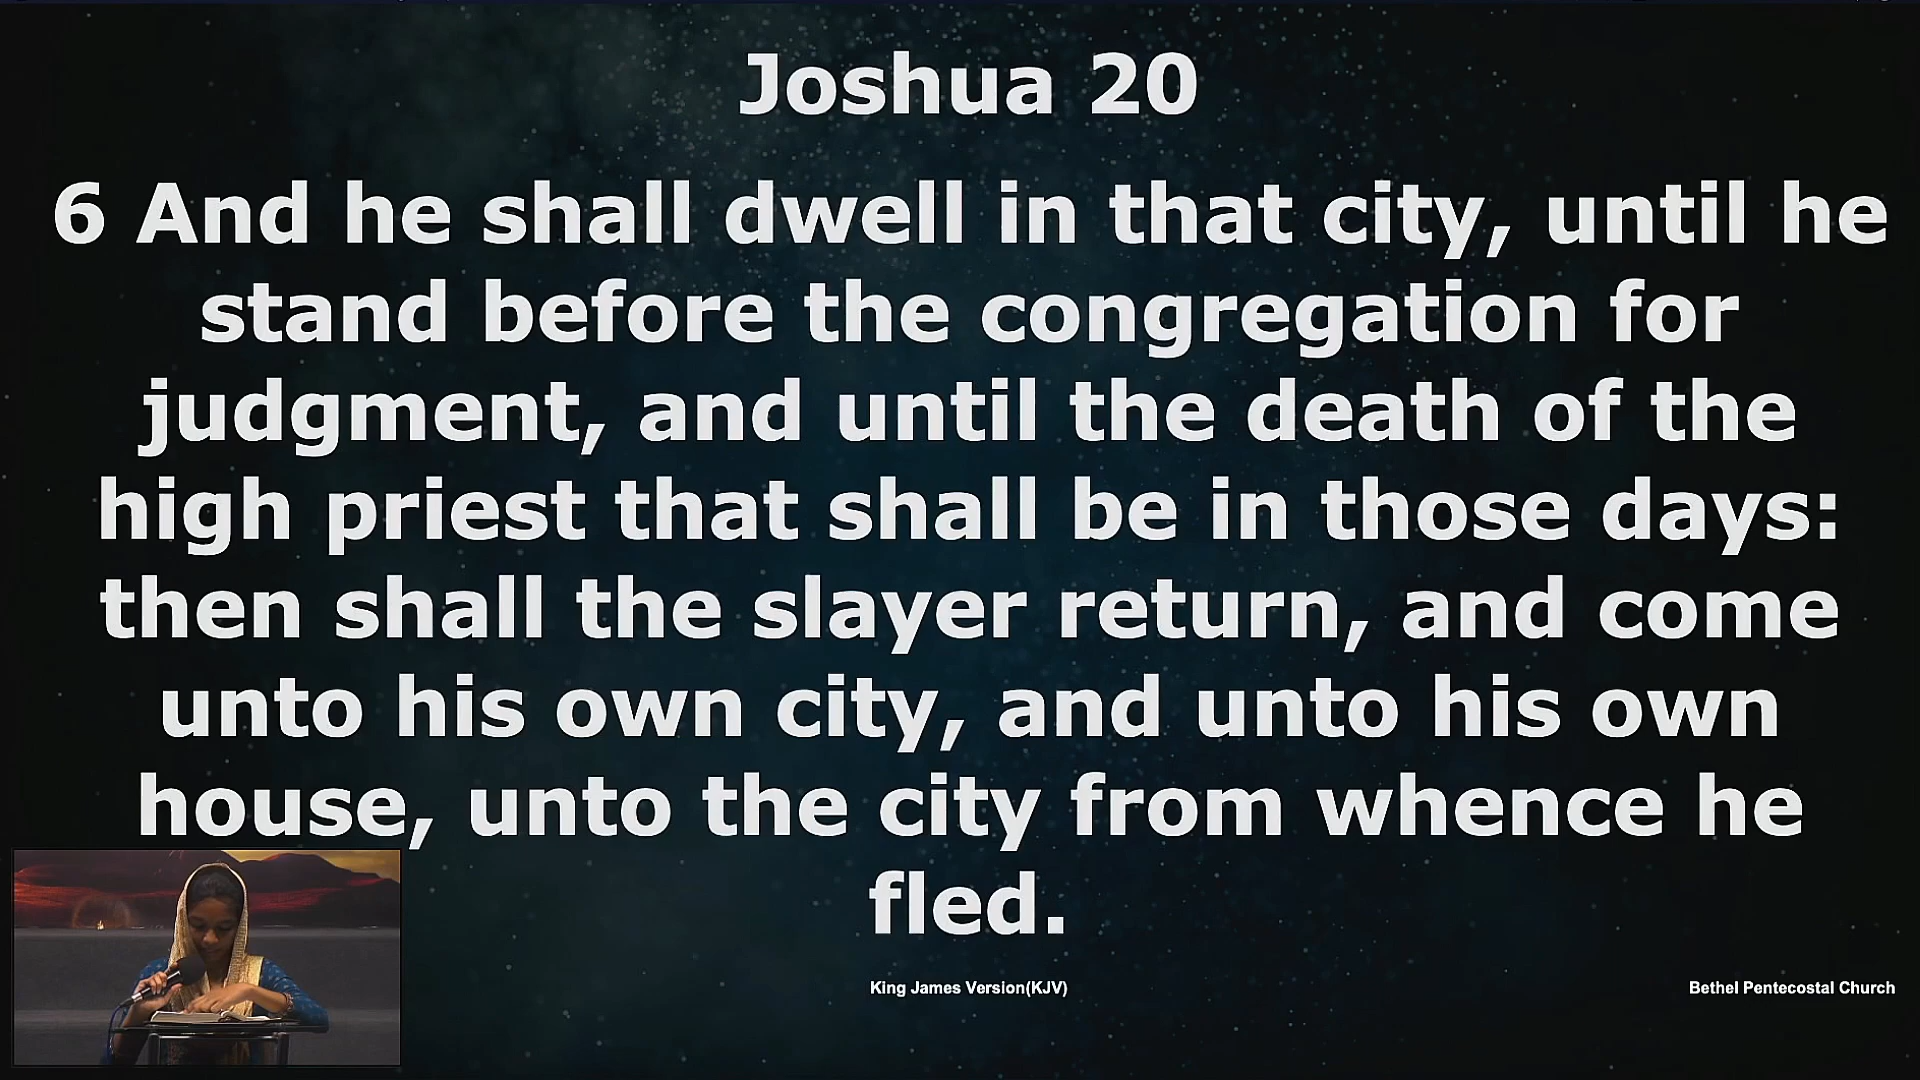 Joshua 20
6 And he shall dwell in that city, until he
stand before the congregation for
judgment, and until the death of the
high priest that shall be in those days:
then shall the slayer return, and come
unto his own city, and unto his own
house, unto the city from whence he
fled.
King James Version(KJV)
Bethel Pentecostal Church